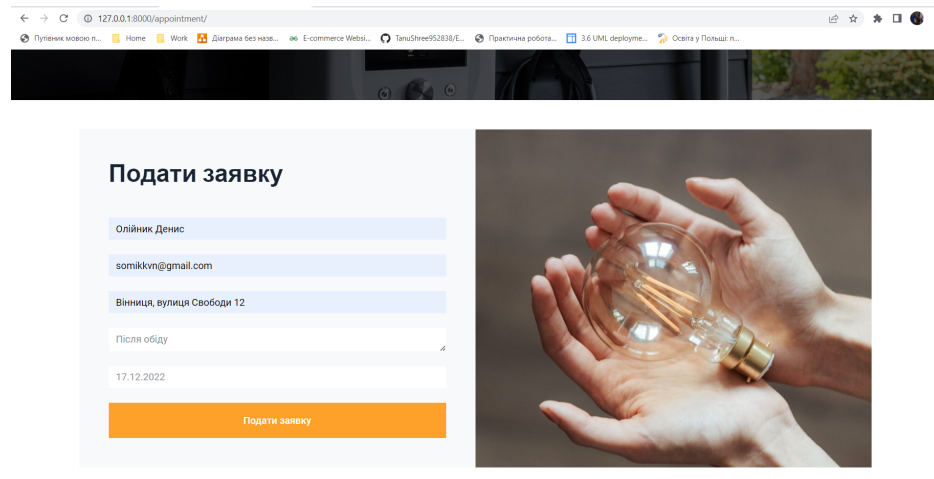 127.0.0.1:8000/appointment/
Путівник мовою п... Home Work Діаграма без назв... E-commerce Websi... TanuShree952838/E... Практична робота... 3.6 UML deployme... Освіта у Польщі: п...
Подати заявку
Олійник Денис
somikkvn@gmail.com
Вінниця, вулиця Свободи 12
Після обіду
17.12.2022
Подати заявку